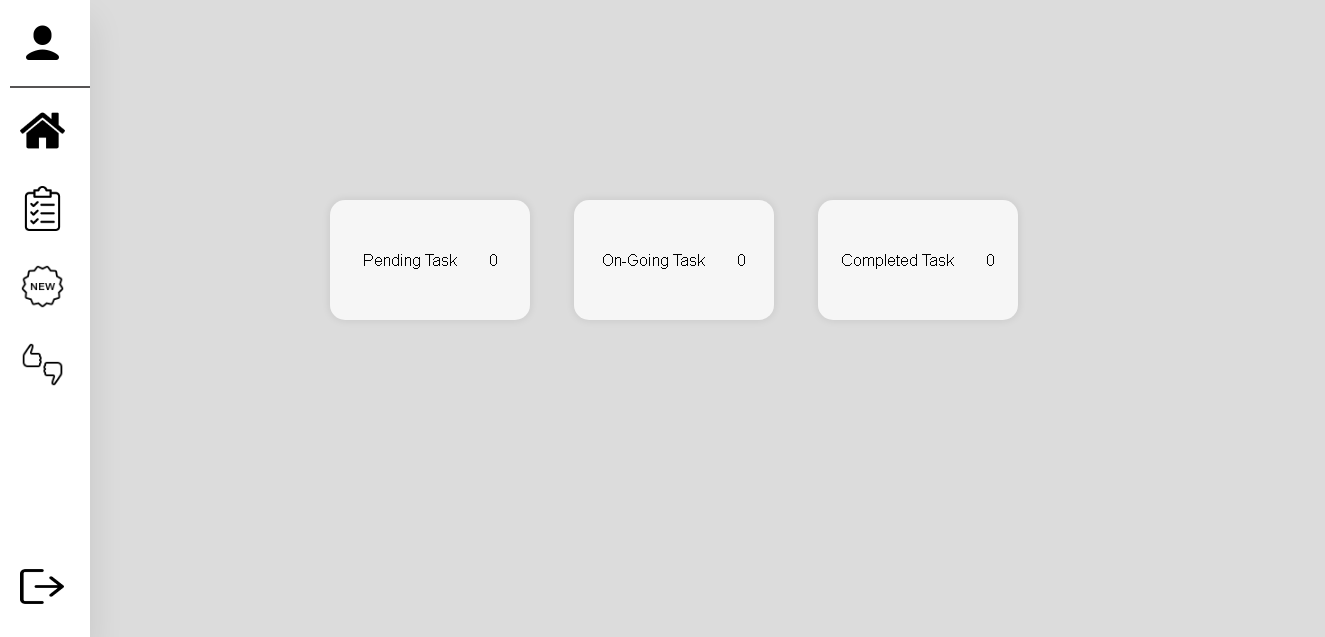 NEW
Pending Task 0
On-Going Task 0
Completed Task 0